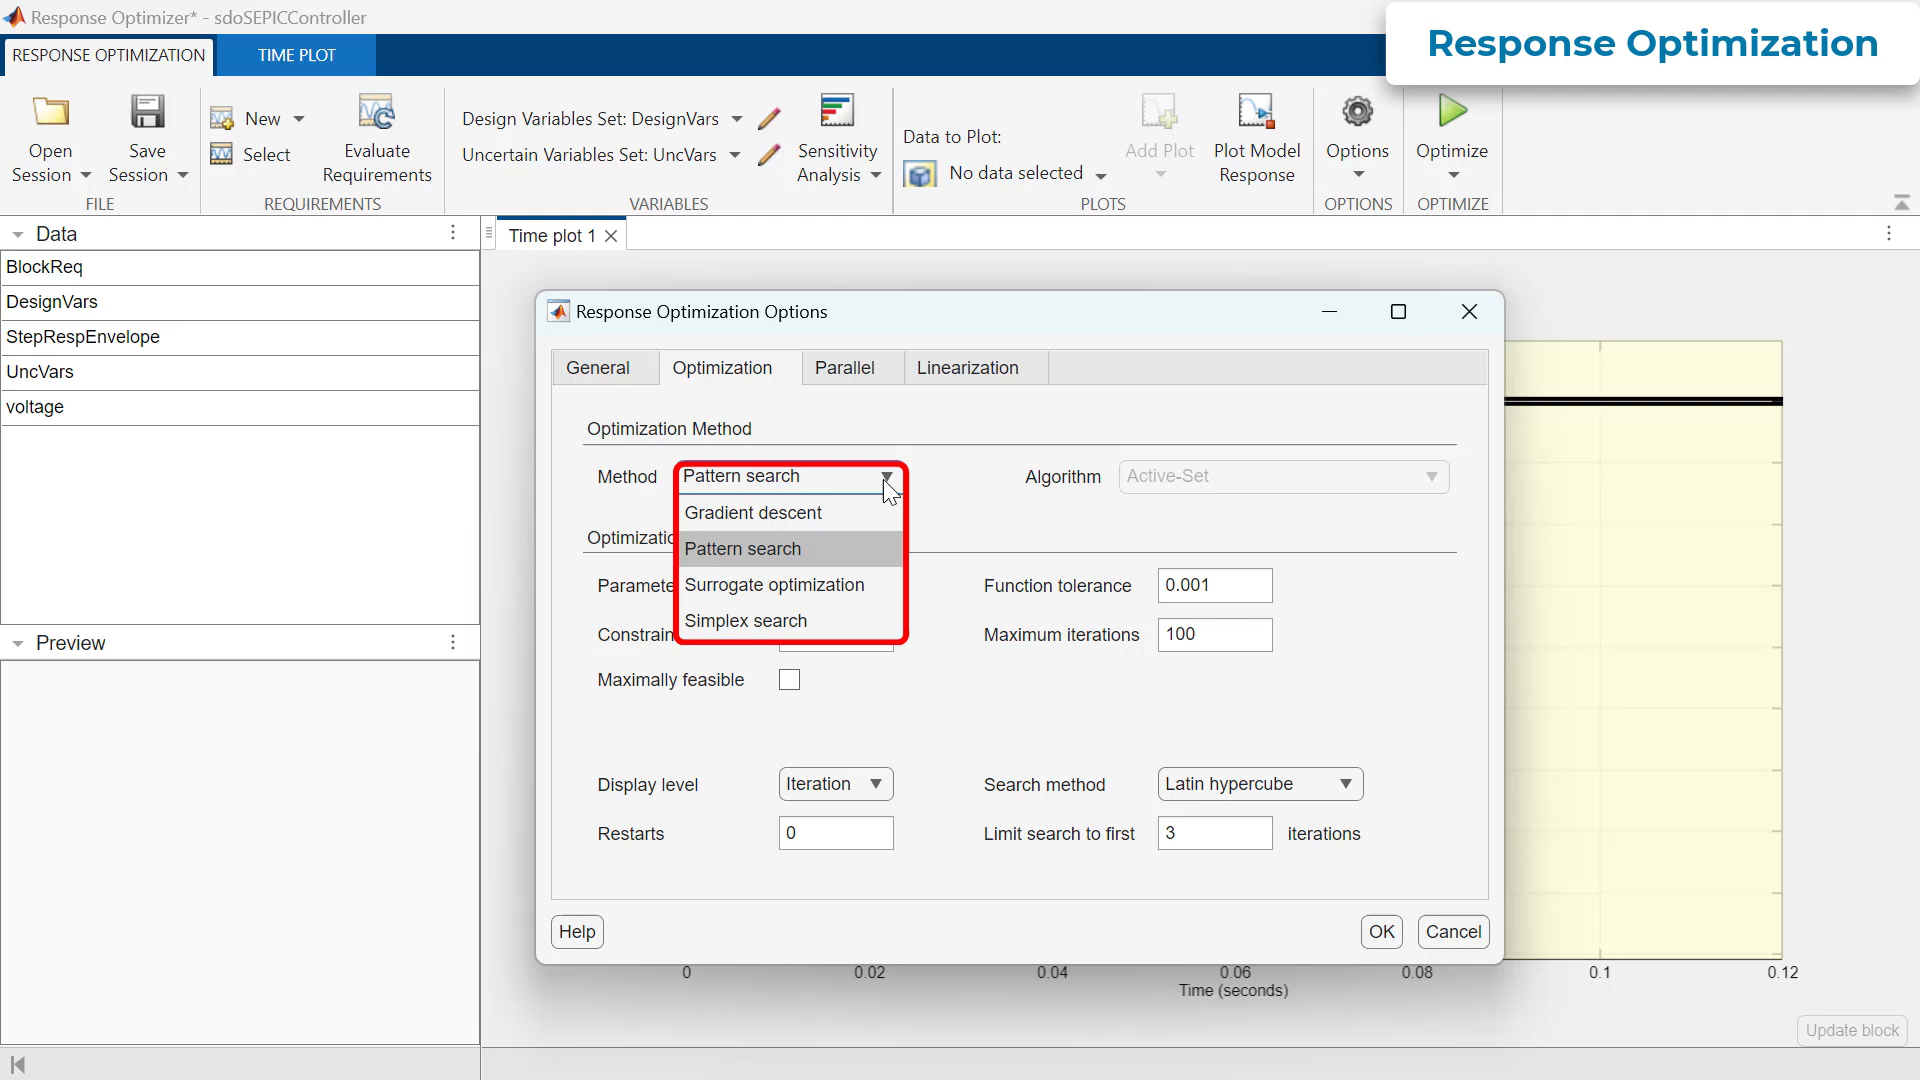 Response Optimizer* - sdoSEPICController
Response Optimization
RESPONSE OPTIMIZATION
TIME PLOT
Open Session
Save Session
FILE
New
Select
Evaluate Requirements
REQUIREMENTS
Design Variables Set: DesignVars
Uncertain Variables Set: UncVars
Sensitivity Analysis
VARIABLES
Data to Plot:
No data selected
Add Plot
Plot Model Response
PLOTS
Options
OPTIONS
Optimize
OPTIMIZE
Data
BlockReq
DesignVars
StepRespEnvelope
UncVars
voltage
Preview
Time plot 1
Response Optimization Options
General
Optimization
Parallel
Linearization
Optimization Method
Method
Pattern search
Algorithm
Active-Set
Gradient descent
Pattern search
Surrogate optimization
Simplex search
Optimizatio
Paramete
Function tolerance
0.001
Constrain
Maximum iterations
100
Maximally feasible
Display level
Iteration
Search method
Latin hypercube
Restarts
0
Limit search to first
3
iterations
Help
OK
Cancel
0
0.02
0.04
0.06
0.08
0.1
0.12
Time (seconds)
Update block